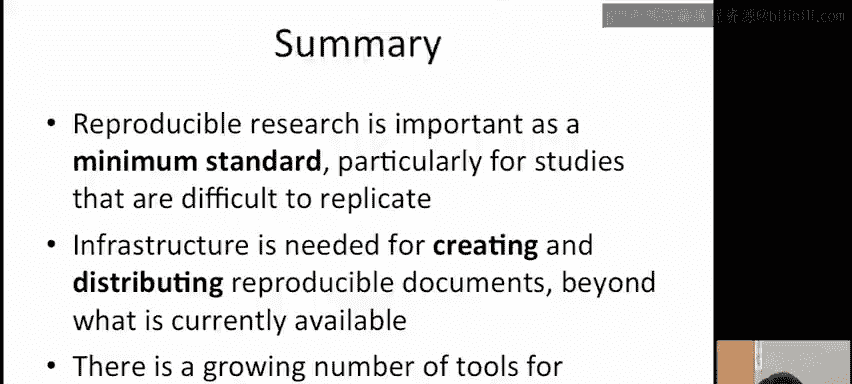 Summary
• Reproducible research is important as a
minimum standard, particularly for studies
that are difficult to replicate
• Infrastructure is needed for creating and
distributing reproducible documents, beyond
what is currently available
• There is a growing number of tools for